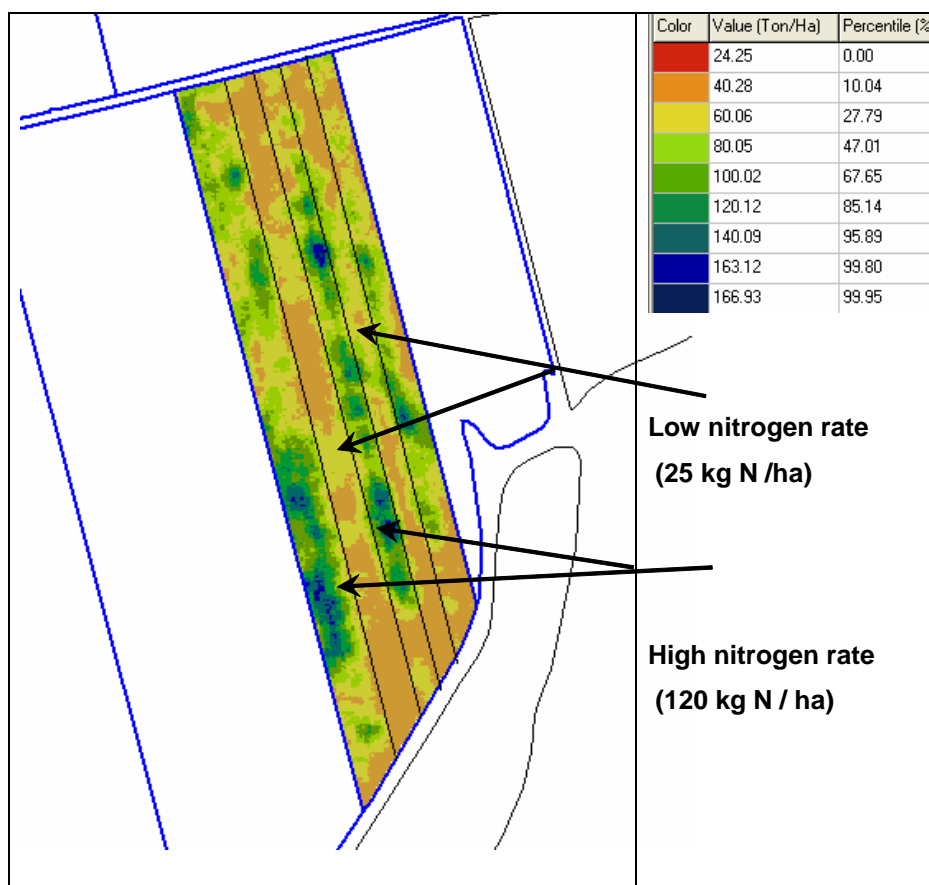 Color Value (Ton/Ha) Percentile (%
24.25 0.00
40.28 10.04
60.06 27.79
80.05 47.01
100.02 67.65
120.12 85.14
140.09 95.89
163.12 99.80
166.93 99.95
Low nitrogen rate
(25 kg N /ha)
High nitrogen rate
(120 kg N / ha)